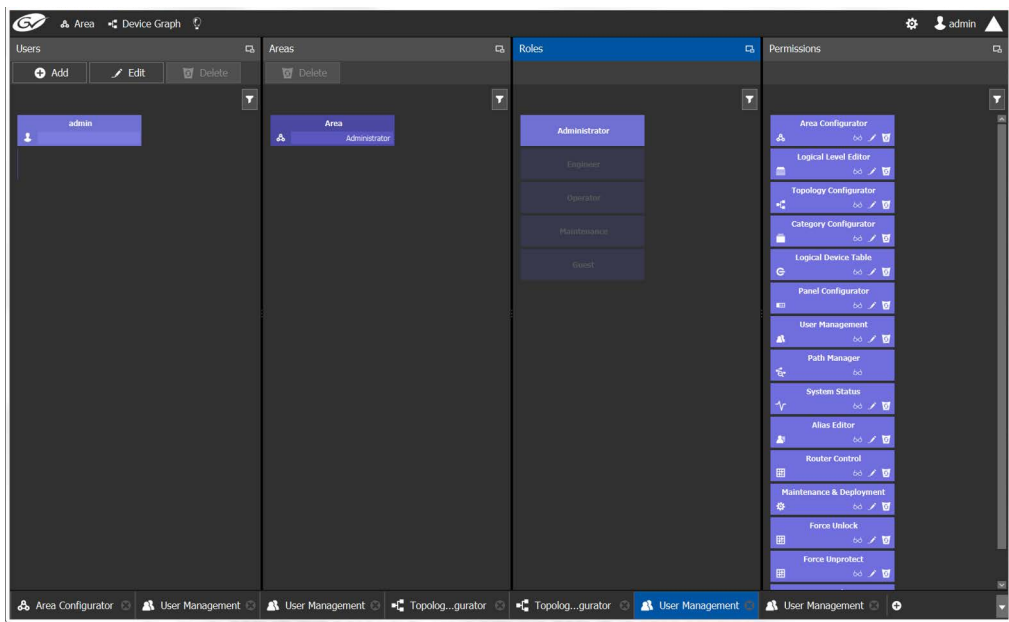 GV Area Device Graph admin
Users Areas Roles Permissions
Add Edit Delete Delete
admin
Area
Administrator
Administrator
Engineer
Operator
Maintenance
Guest
Area Configurator
Logical Level Editor
Topology Configurator
Category Configurator
Logical Device Table
Panel Configurator
User Management
Path Manager
System Status
Alias Editor
Router Control
Maintenance & Deployment
Force Unlock
Force Unprotect
Area Configurator User Management User Management Topolog...gurator Topolog...gurator User Management User Management